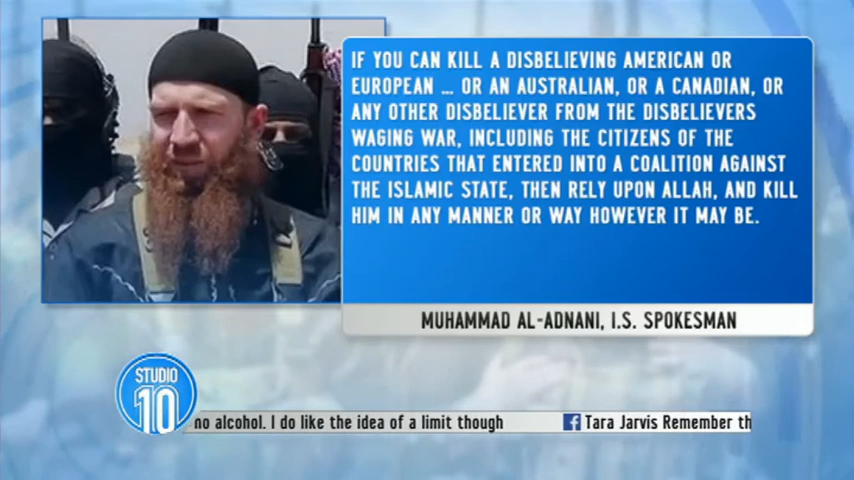 IF YOU CAN KILL A DISBELIEVING AMERICAN OR
EUROPEAN ... OR AN AUSTRALIAN, OR A CANADIAN, OR
ANY OTHER DISBELIEVER FROM THE DISBELIEVERS
WAGING WAR, INCLUDING THE CITIZENS OF THE
COUNTRIES THAT ENTERED INTO A COALITION AGAINST
THE ISLAMIC STATE, THEN RELY UPON ALLAH, AND KILL
HIM IN ANY MANNER OR WAY HOWEVER IT MAY BE.
MUHAMMAD AL-ADNANI, I.S. SPOKESMAN
STUDIO
10
no alcohol. I do like the idea of a limit though f Tara Jarvis Remember th